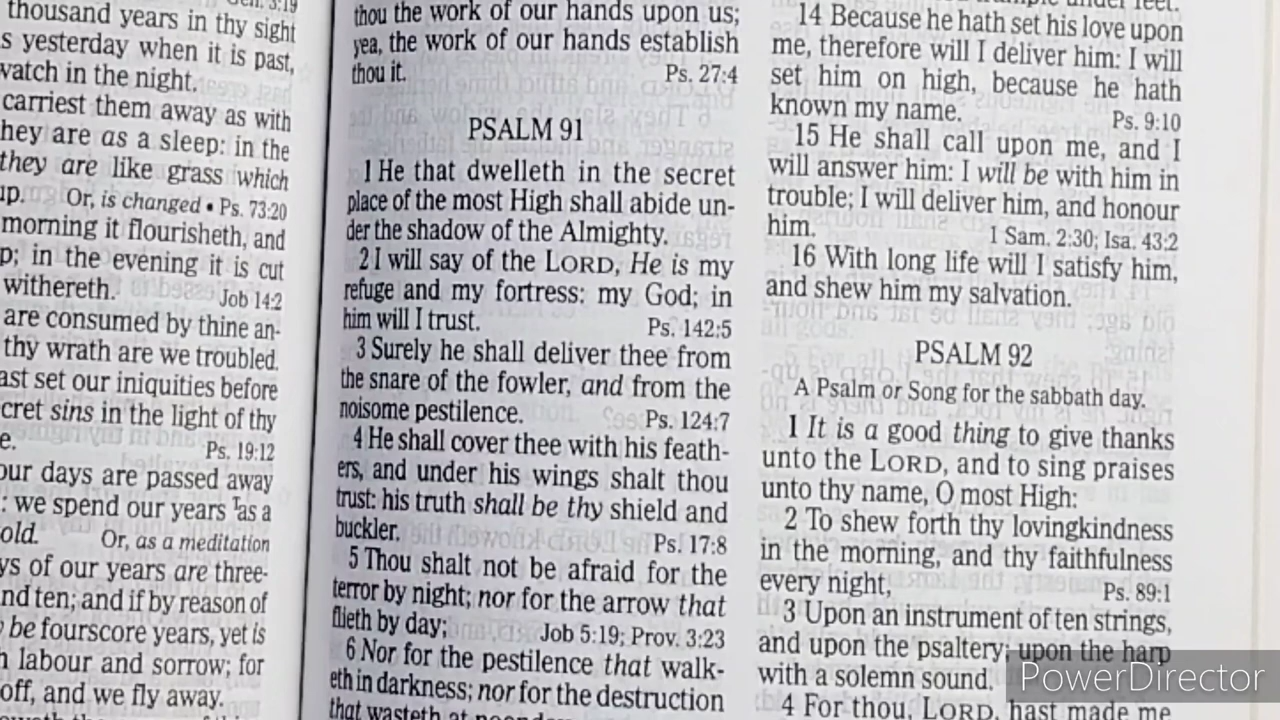 thousand years in thy sight
s yesterday when it is past,
watch in the night.
carriest them away as with
hey are as a sleep: in the
they are like grass which
up. Or, is changed • Ps. 73:20
morning it flourisheth, and
p; in the evening it is cut
withereth. Job 14:2
are consumed by thine an-
thy wrath are we troubled.
ast set our iniquities before
cret sins in the light of thy
e. Ps. 19:12
our days are passed away
: we spend our years as a
old. Or, as a meditation
ys of our years are three-
nd ten; and if by reason of
be fourscore years, yet is
labour and sorrow; for
off, and we fly away.
thou the work of our hands upon us;
yea, the work of our hands establish
thou it. Ps. 27:4
PSALM 91
1 He that dwelleth in the secret
place of the most High shall abide un-
der the shadow of the Almighty.
2 I will say of the LORD, He is my
refuge and my fortress: my God; in
him will I trust. Ps. 142:5
3 Surely he shall deliver thee from
the snare of the fowler, and from the
noisome pestilence. Ps. 124:7
4 He shall cover thee with his feath-
ers, and under his wings shalt thou
trust: his truth shall be thy shield and
buckler. Ps. 17:8
5 Thou shalt not be afraid for the
terror by night; nor for the arrow that
flieth by day; Job 5:19; Prov. 3:23
6 Nor for the pestilence that walk-
eth in darkness; nor for the destruction
that wasteth at
under feet.
14 Because he hath set his love upon
me, therefore will I deliver him: I will
set him on high, because he hath
known my name. Ps. 9:10
15 He shall call upon me, and I
will answer him: I will be with him in
trouble; I will deliver him, and honour
him. 1 Sam. 2:30; Isa. 43:2
16 With long life will I satisfy him,
and shew him my salvation.
PSALM 92
A Psalm or Song for the sabbath day.
1 It is a good thing to give thanks
unto the LORD, and to sing praises
unto thy name, O most High:
2 To shew forth thy lovingkindness
in the morning, and thy faithfulness
every night, Ps. 89:1
3 Upon an instrument of ten strings,
and upon the psaltery; upon the harp
with a solemn sound.
4 For thou, LORD, hast made me
PowerDirector